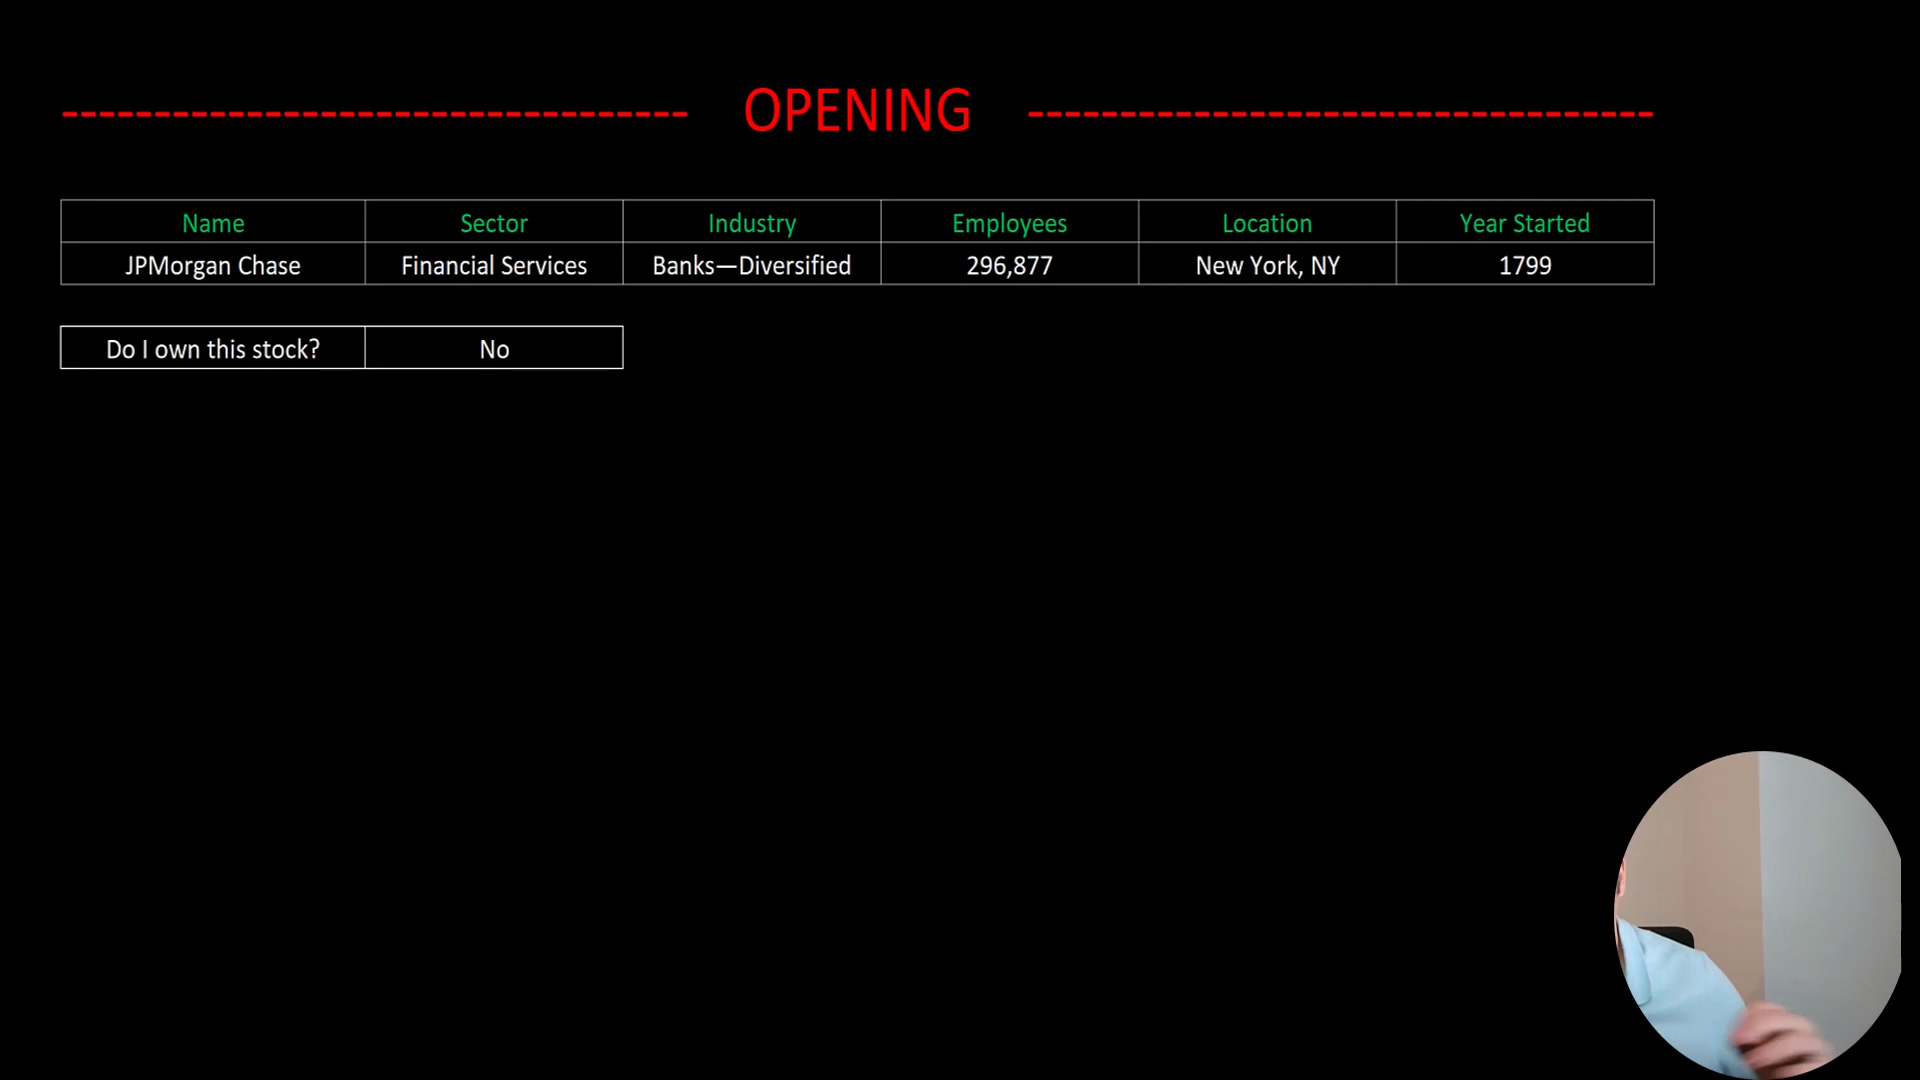 --------------------------------- OPENING ---------------------------------
Name Sector Industry Employees Location Year Started
JPMorgan Chase Financial Services Banks—Diversified 296,877 New York, NY 1799
Do I own this stock? No